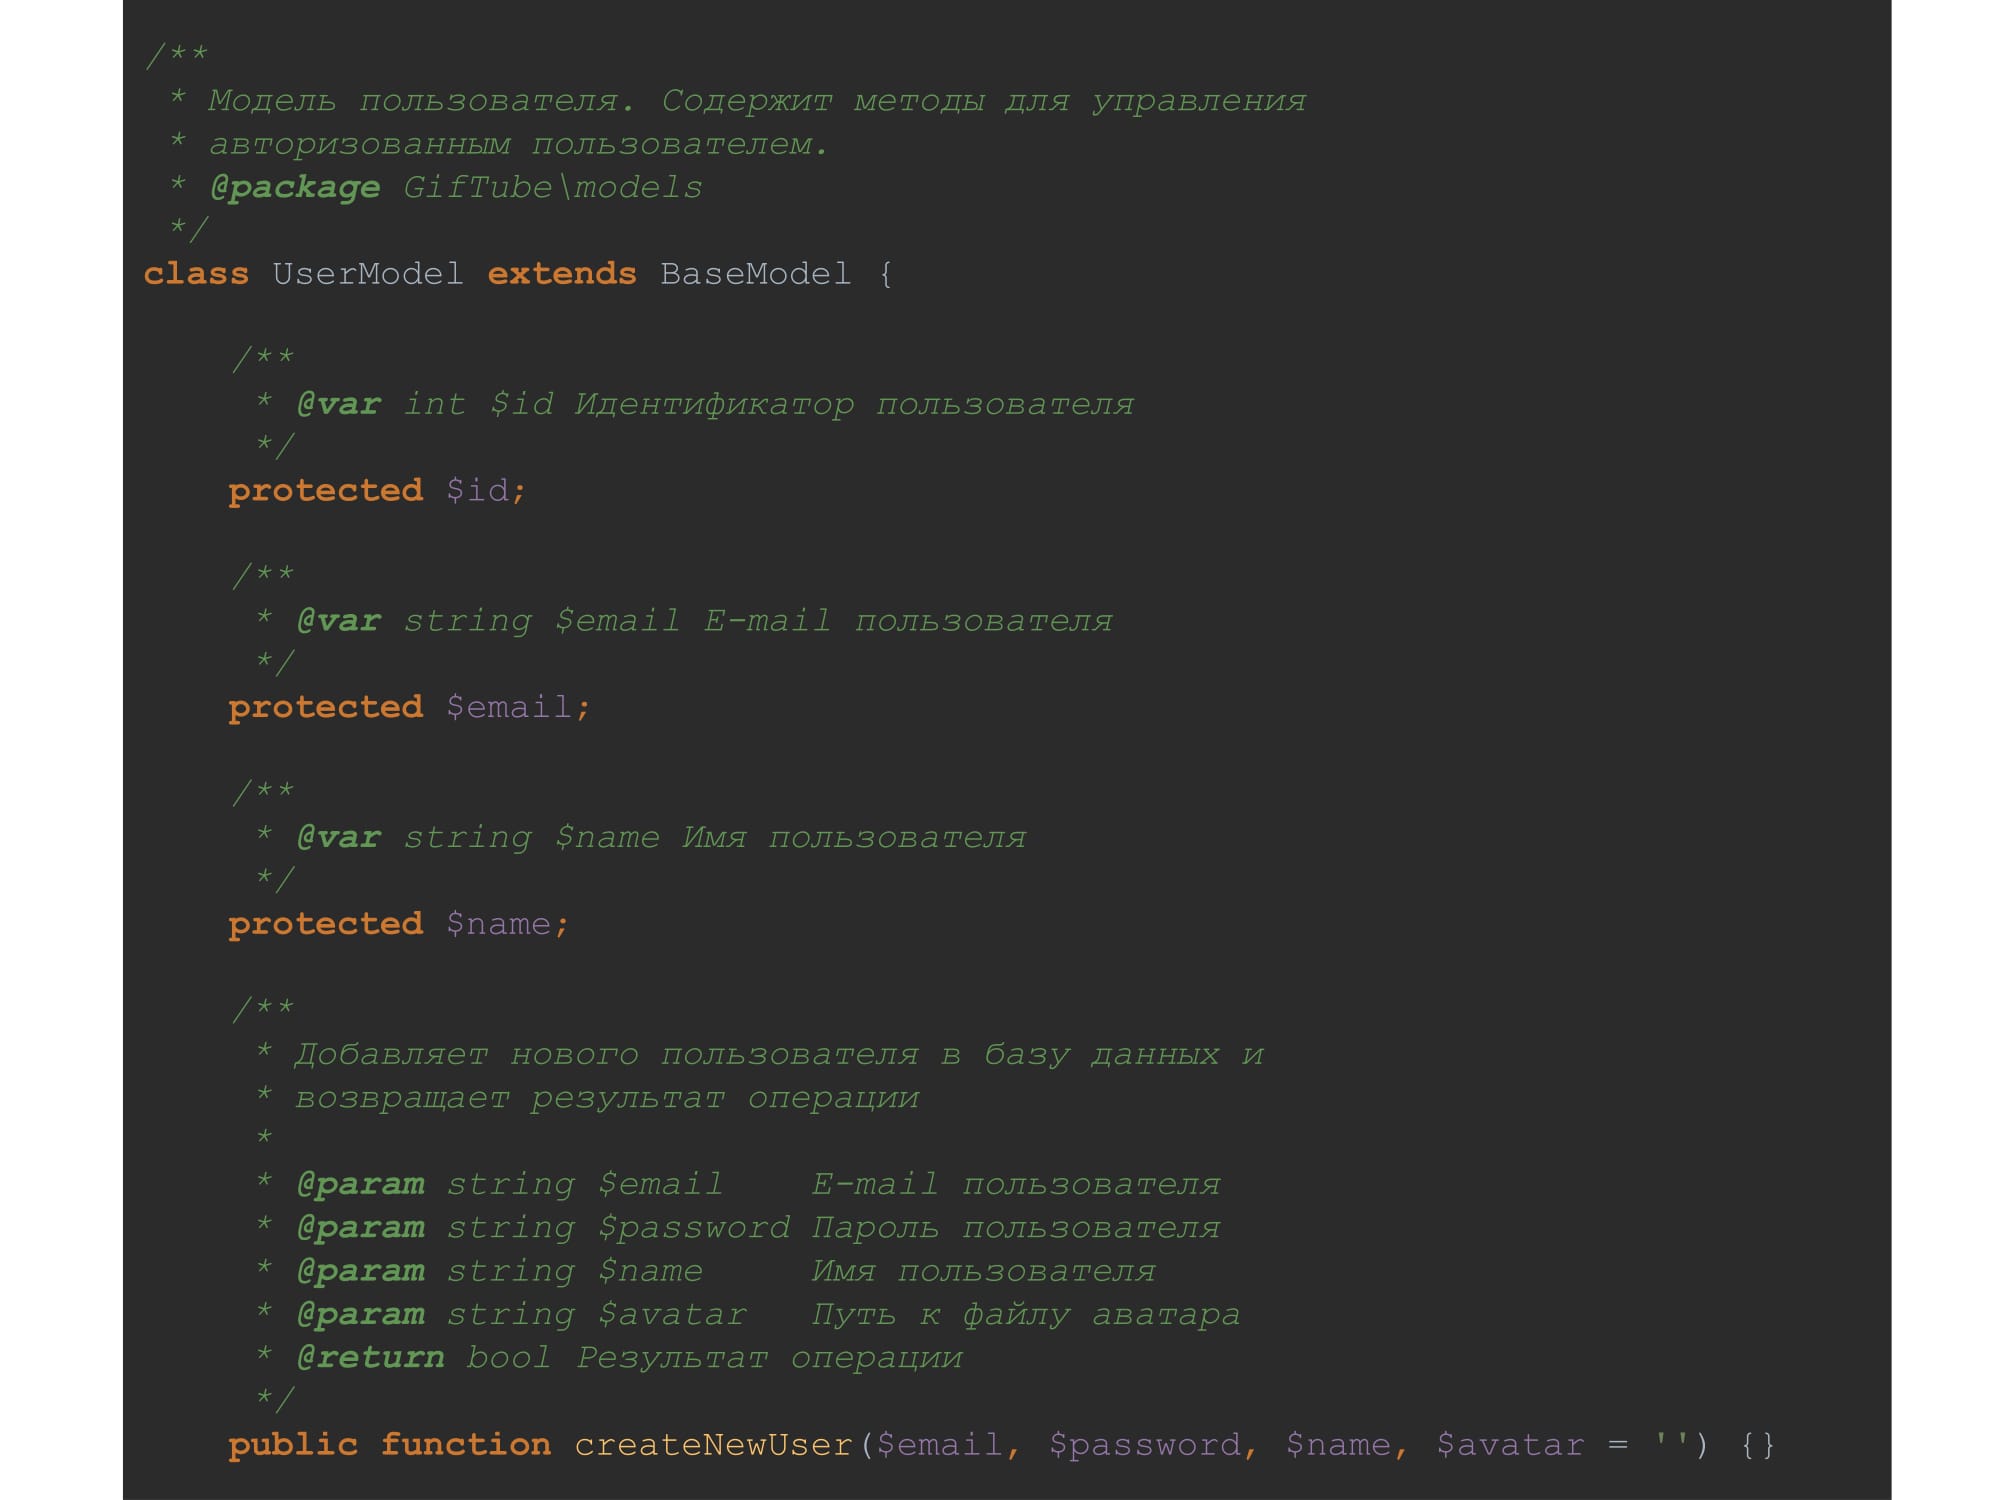 /**
 * Модель пользователя. Содержит методы для управления
 * авторизованным пользователем.
 * @package GifTube\models
 */
class UserModel extends BaseModel {

    /**
     * @var int $id Идентификатор пользователя
     */
    protected $id;

    /**
     * @var string $email E-mail пользователя
     */
    protected $email;

    /**
     * @var string $name Имя пользователя
     */
    protected $name;

    /**
     * Добавляет нового пользователя в базу данных и
     * возвращает результат операции
     *
     * @param string $email    E-mail пользователя
     * @param string $password Пароль пользователя
     * @param string $name     Имя пользователя
     * @param string $avatar   Путь к файлу аватара
     * @return bool Результат операции
     */
    public function createNewUser($email, $password, $name, $avatar = '') {}